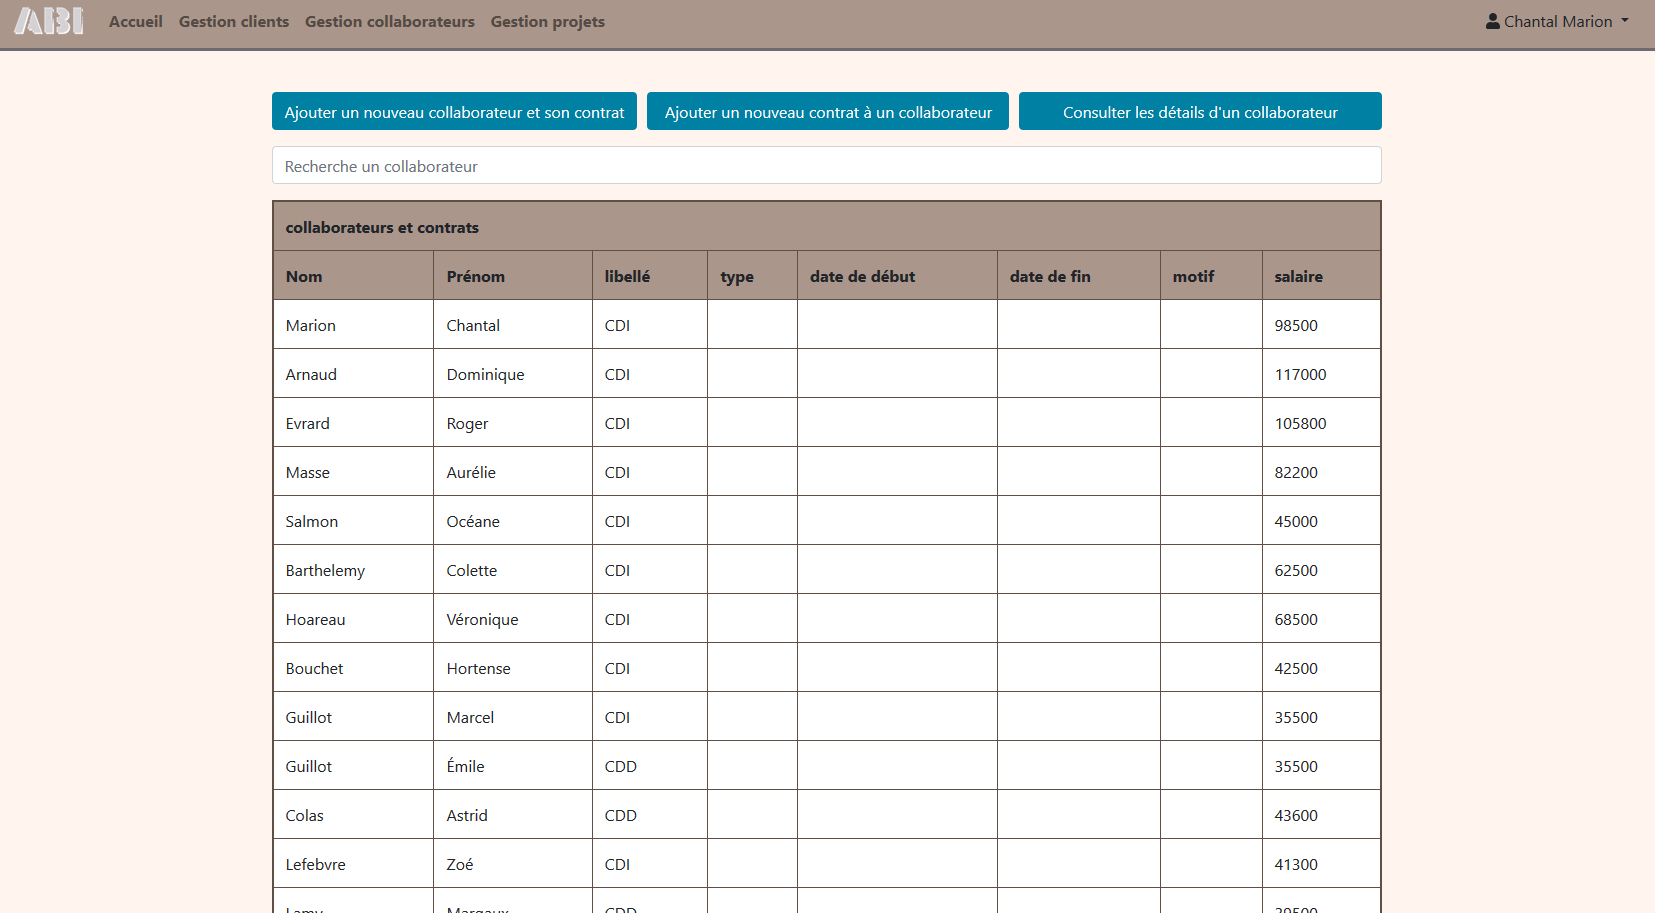 ABI Accueil Gestion clients Gestion collaborateurs Gestion projets Chantal Marion
Ajouter un nouveau collaborateur et son contrat Ajouter un nouveau contrat à un collaborateur Consulter les détails d'un collaborateur
Recherche un collaborateur
collaborateurs et contrats
Nom Prénom libellé type date de début date de fin motif salaire
Marion Chantal CDI 98500
Arnaud Dominique CDI 117000
Evrard Roger CDI 105800
Masse Aurélie CDI 82200
Salmon Océane CDI 45000
Barthelemy Colette CDI 62500
Hoareau Véronique CDI 68500
Bouchet Hortense CDI 42500
Guillot Marcel CDI 35500
Guillot Émile CDD 35500
Colas Astrid CDD 43600
Lefebvre Zoé CDI 41300
Lamy Margaux CDD 39500